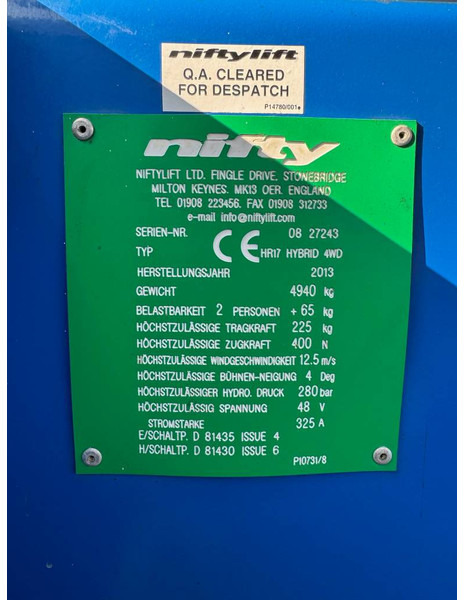 niftylift
Q.A. CLEARED
FOR DESPATCH
P14780/001
nifty
NIFTYLIFT LTD. FINGLE DRIVE, STONEBRIDGE
MILTON KEYNES. MK13 OER. ENGLAND
TEL 01908 223456. FAX 01908 312733
e-mail info@niftylift.com
SERIEN-NR. 08 27243
TYP CE HR17 HYBRID 4WD
HERSTELLUNGSJAHR 2013
GEWICHT 4940 kg
BELASTBARKEIT 2 PERSONEN + 65 kg
HÖCHSTZULÄSSIGE TRAGKRAFT 225 kg
HÖCHSTZULÄSSIGE ZUGKRAFT 400 N
HÖCHSTZULÄSSIGE WINDGESCHWINDIGKEIT 12.5 m/s
HÖCHSTZULÄSSIGE BÜHNEN-NEIGUNG 4 Deg
HÖCHSTZULÄSSIGER HYDRO. DRUCK 280 bar
HÖCHSTZULÄSSIG SPANNUNG 48 V
STROMSTARKE 325 A
E/SCHALTP. D 81435 ISSUE 4
H/SCHALTP. D 81430 ISSUE 6
P10731/8